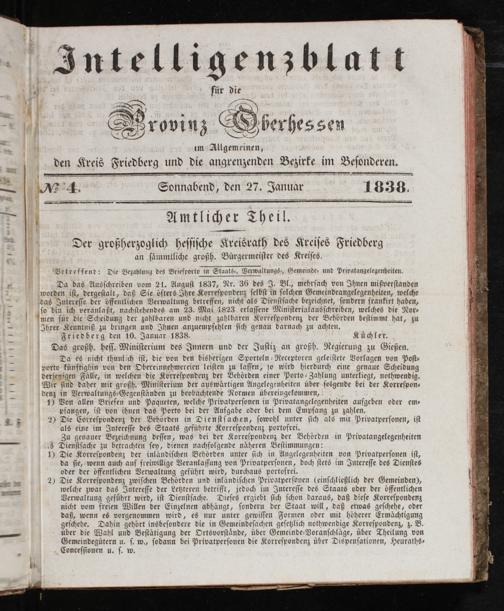 Intelligenzblatt
für die
Provinz Oberhessen
im Allgemeinen,
den Kreis Friedberg und die angrenzenden Bezirke im Besonderen.
№ 4. Sonnabend, den 27. Januar 1838.
Amtlicher Theil.
Der großherzoglich hessische Kreisrath des Kreises Friedberg
an sämmtliche großh. Bürgermeister des Kreises.
Betreffend: Die Bezahlung des Briefporto in Staats-, Verwaltungs-, Gemeinde- und Privatangelegenheiten.
Da das Ausschreiben vom 21. August 1837, Nr. 36 des J. Bl., mehrfach von Ihnen mißverstanden
worden ist, dergestalt, daß Sie öfters Ihre Korrespondenz selbst in solchen Gemeindeangelegenheiten, welche
das Interesse der öffentlichen Verwaltung betreffen, nicht als Dienstsache bezeichnet, sondern frankirt haben,
so bin ich veranlaßt, nachstehendes am 23. Mai 1823 erlassene Ministerialausschreiben, welches die Nor-
men für die Scheidung der zahlbaren und nicht zahlbaren Korrespondenz der Behörden bestimmt hat, zu
Ihrer Kenntniß zu bringen und Ihnen anzuempfehlen sich genau darnach zu achten.
Friedberg den 10. Januar 1838. Küchler.
Das großh. hess. Ministerium des Innern und der Justiz an großh. Regierung zu Gießen.
Da es nicht thunlich ist, die von den bisherigen Sportein-Receptoren geleistete Vorlagen von Post-
porto künftighin von den Obereinnehmereien leisten zu lassen, so wird hierdurch eine genaue Scheidung
derjenigen Fälle, in welchen die Korrespondenz der Behörden einer Porto-Zahlung unterliegt, nothwendig.
Wir sind daher mit großh. Ministerium der auswärtigen Angelegenheiten über folgende bei der Korrespon-
denz in Verwaltungs-Gegenständen zu beobachtende Normen übereingekommen.
1) Von allen Briefen und Paqueten, welche Privatpersonen in Privatangelegenheiten aufgeben oder em-
pfangen, ist von ihnen das Porto bei der Aufgabe oder bei dem Empfang zu zahlen.
2) Die Correspondenz der Behörden in Dienstsachen, sowohl unter sich als mit Privatpersonen, ist
als eine im Interesse des Staats geführte Korrespondenz portofrei.
Zu genauer Bezeichnung dessen, was bei der Korrespondenz der Behörden in Privatangelegenheiten
als Dienstsache zu betrachten sey, dienen nachfolgende näheren Bestimmungen:
1) Die Korrespondenz der inländischen Behörden unter sich in Angelegenheiten von Privatpersonen ist,
da sie, wenn auch auf freiwillige Veranlassung von Privatpersonen, doch stets im Interesse des Dienstes
oder der öffentlichen Verwaltung geführt wird, durchaus portofrei.
2) Die Korrespondenz zwischen Behörden und inländischen Privatpersonen (einschließlich der Gemeinden),
welche zwar das Interesse der letzteren betrifft, jedoch im Interesse des Staats oder der öffentlichen
Verwaltung geführt wird, ist Dienstsache. Dieses ergiebt sich schon daraus, daß diese Korrespondenz
nicht vom freien Willen der Einzelnen abhängt, sondern der Staat will, daß etwas geschehe, oder
daß, wenn es vorgenommen wird, es nur unter gewissen Formen oder mit höherer Ermächtigung
geschehe. Dahin gehört insbesondere die in Gemeindsachen gesetzlich nothwendige Korrespondenz, z. B.
über die Wahl und Bestätigung der Ortsvorstände, über Gemeinde-Voranschläge, über Theilung von
Gemeindegütern u. s. w., sodann bei Privatpersonen die Korrespondenz über Dispensationen, Heuraths-
Concessionen u. s. w.